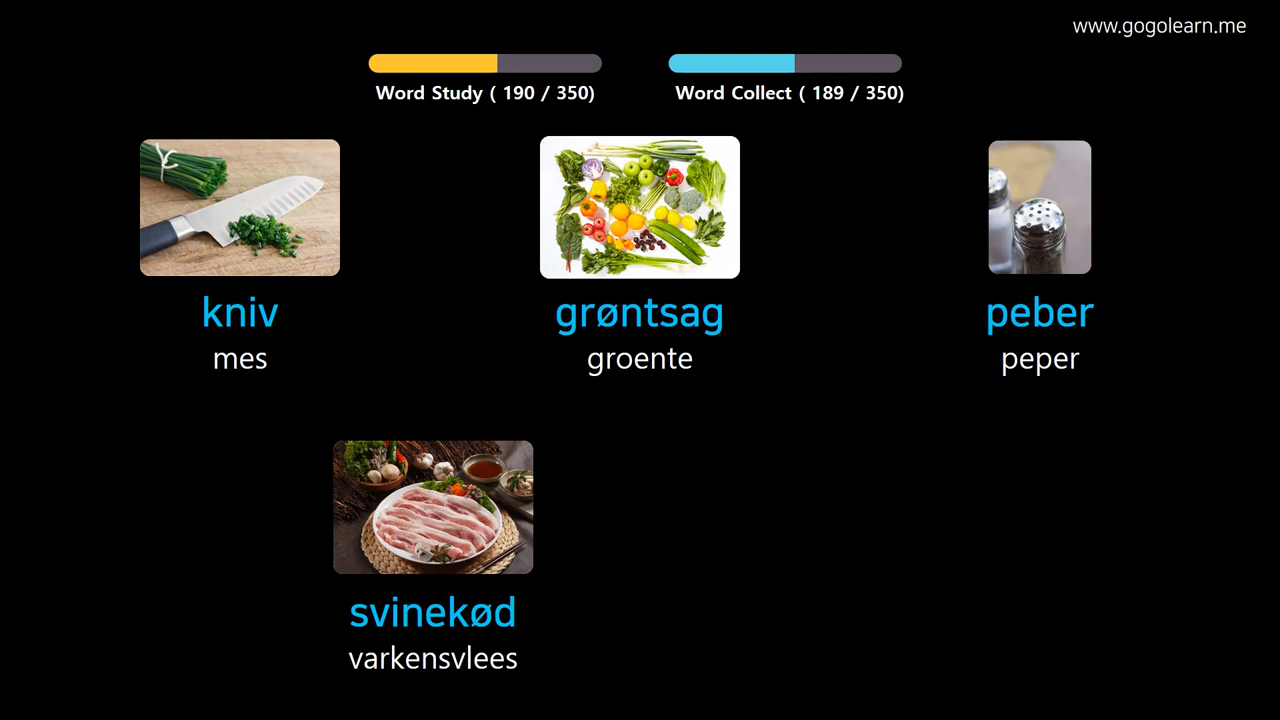 www.gogolearn.me
Word Study ( 190 / 350)
Word Collect ( 189 / 350)
kniv
mes
grøntsag
groente
peber
peper
svinekød
varkensvlees